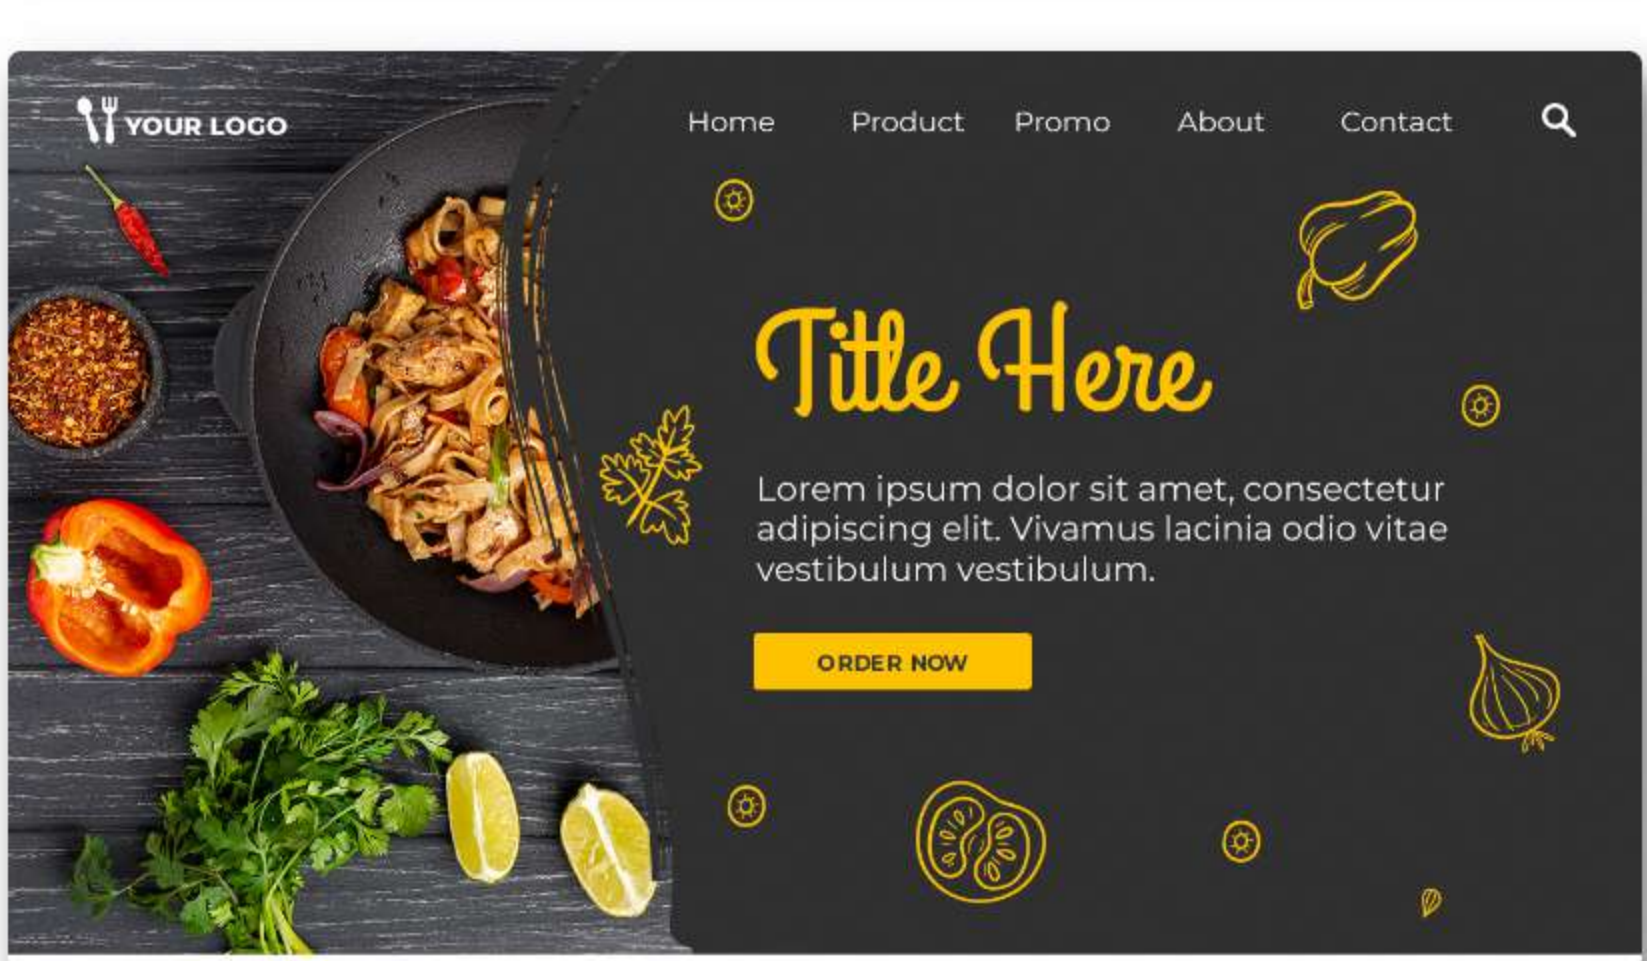 YOUR LOGO
Home Product Promo About Contact
Title Here
Lorem ipsum dolor sit amet, consectetur
adipiscing elit. Vivamus lacinia odio vitae
vestibulum vestibulum.
ORDER NOW